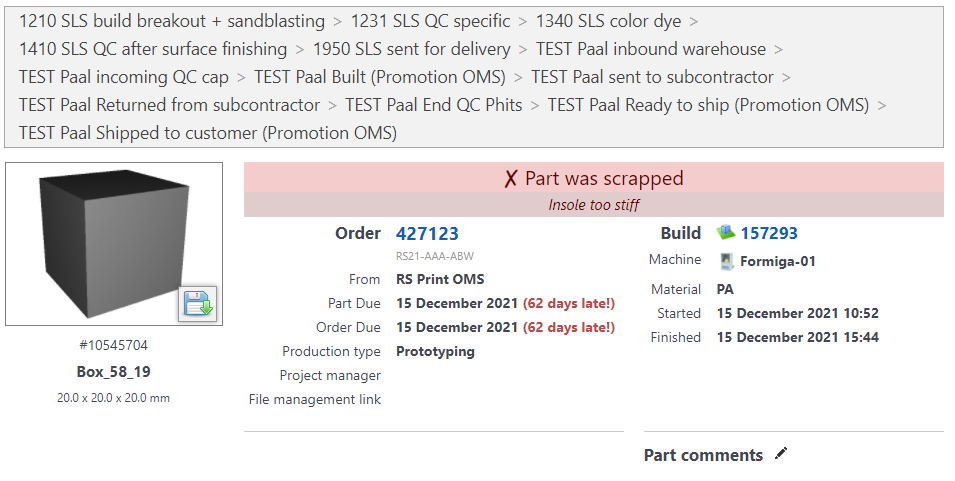 1210 SLS build breakout + sandblasting > 1231 SLS QC specific > 1340 SLS color dye >
1410 SLS QC after surface finishing > 1950 SLS sent for delivery > TEST Paal inbound warehouse >
TEST Paal incoming QC cap > TEST Paal Built (Promotion OMS) > TEST Paal sent to subcontractor >
TEST Paal Returned from subcontractor > TEST Paal End QC Phits > TEST Paal Ready to ship (Promotion OMS) >
TEST Paal Shipped to customer (Promotion OMS)
✗ Part was scrapped
Insole too stiff
#10545704
Box_58_19
20.0 x 20.0 x 20.0 mm
Order 427123
RS21-AAA-ABW
From RS Print OMS
Part Due 15 December 2021 (62 days late!)
Order Due 15 December 2021 (62 days late!)
Production type Prototyping
Project manager
File management link
Build 157293
Machine Formiga-01
Material PA
Started 15 December 2021 10:52
Finished 15 December 2021 15:44
Part comments